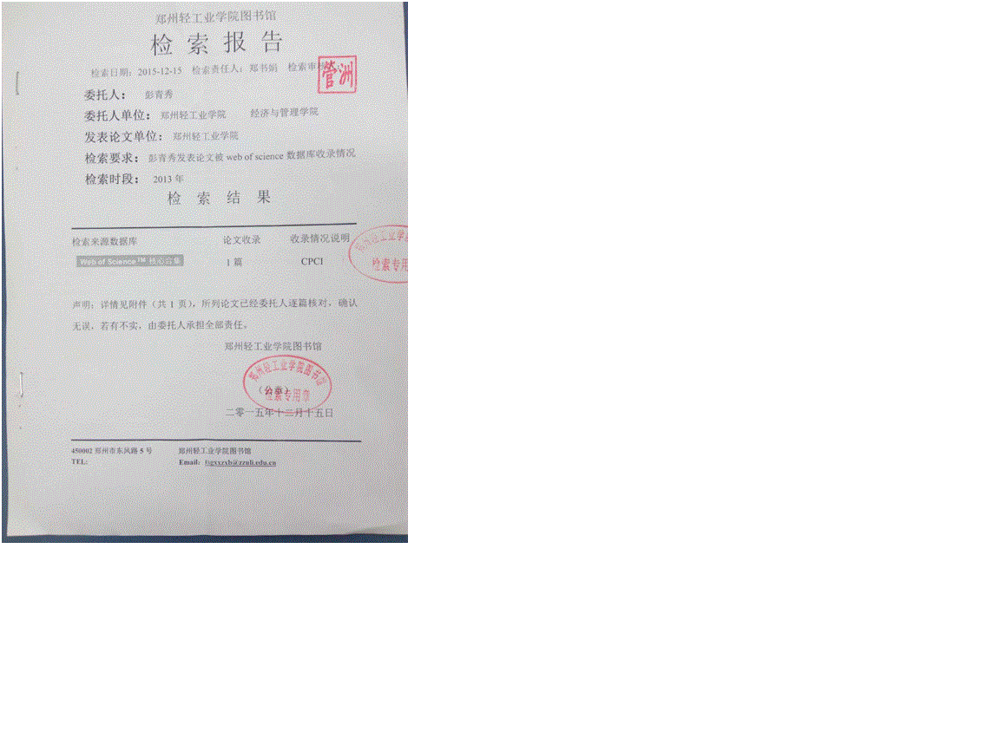 郑州轻工业学院图书馆
检索报告
检索日期：2015-12-15 检索责任人：郑书娟 检索审核
管洲
委托人： 彭青秀
委托人单位：郑州轻工业学院 经济与管理学院
发表论文单位：郑州轻工业学院
检索要求：彭青秀发表论文被 web of science 数据库收录情况
检索时段： 2013 年
检 索 结 果
检索来源数据库 论文收录 收录情况说明
Web of Science™ 核心合集 1 篇 CPCI
郑州轻工业学
检索专用
声明：详情见附件（共 1 页），所列论文已经委托人逐篇核对，确认
无误，若有不实，由委托人承担全部责任。
郑州轻工业学院图书馆
郑州轻工业学院图书馆
（公章）
检索专用章
二零一五年十二月十五日
450002 郑州市东风路 5 号 郑州轻工业学院图书馆
TEL: Email: tsgxxzxb@zzuli.edu.cn